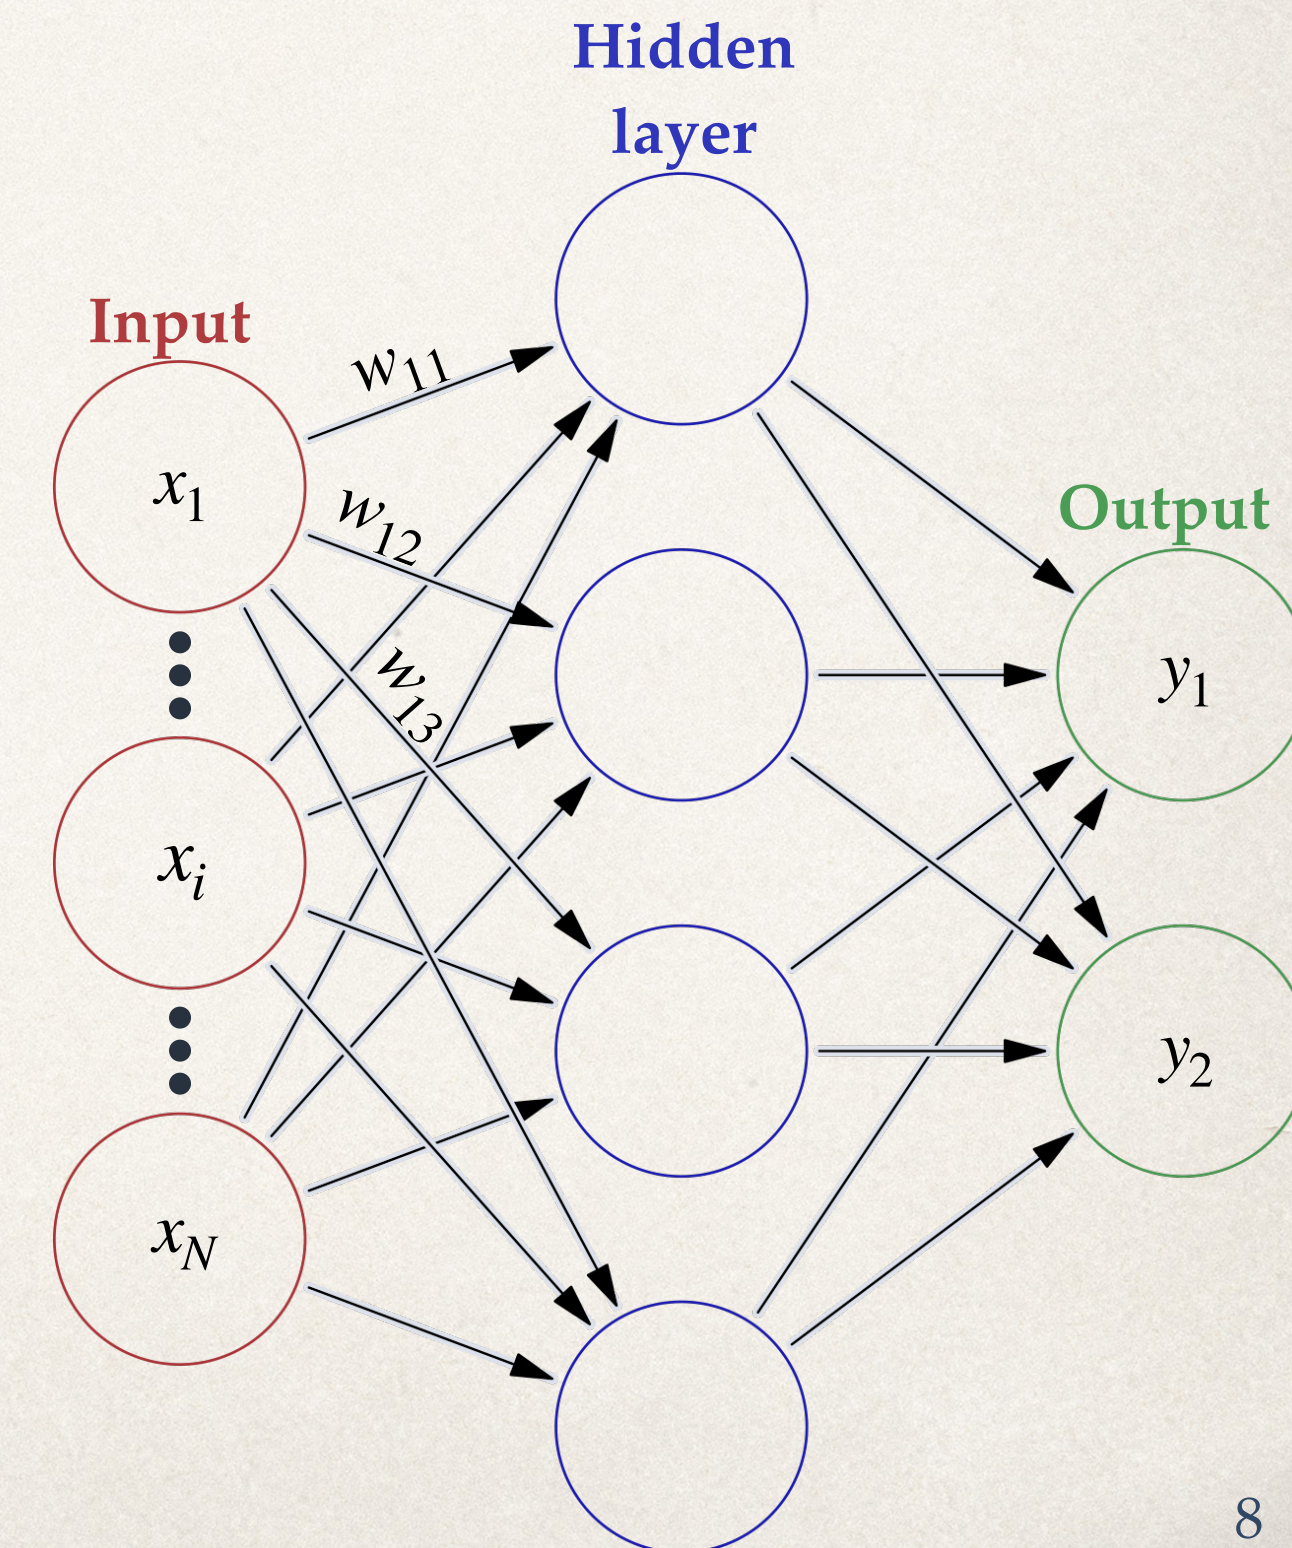 Hidden
layer
Input
w11
x1
w12
Output
w13
y1
xi
y2
xN
8